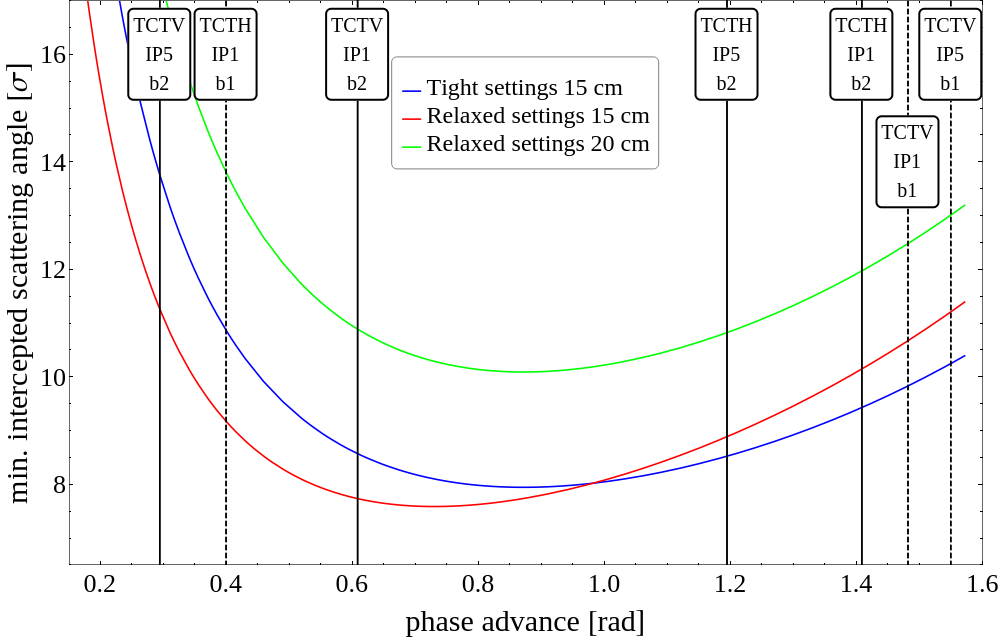 TCTV
IP5
b2
TCTH
IP1
b1
TCTV
IP1
b2
TCTH
IP5
b2
TCTH
IP1
b2
TCTV
IP5
b1
TCTV
IP1
b1
Tight settings 15 cm
Relaxed settings 15 cm
Relaxed settings 20 cm
min. intercepted scattering angle [σ]
16
14
12
10
8
0.2 0.4 0.6 0.8 1.0 1.2 1.4 1.6
phase advance [rad]